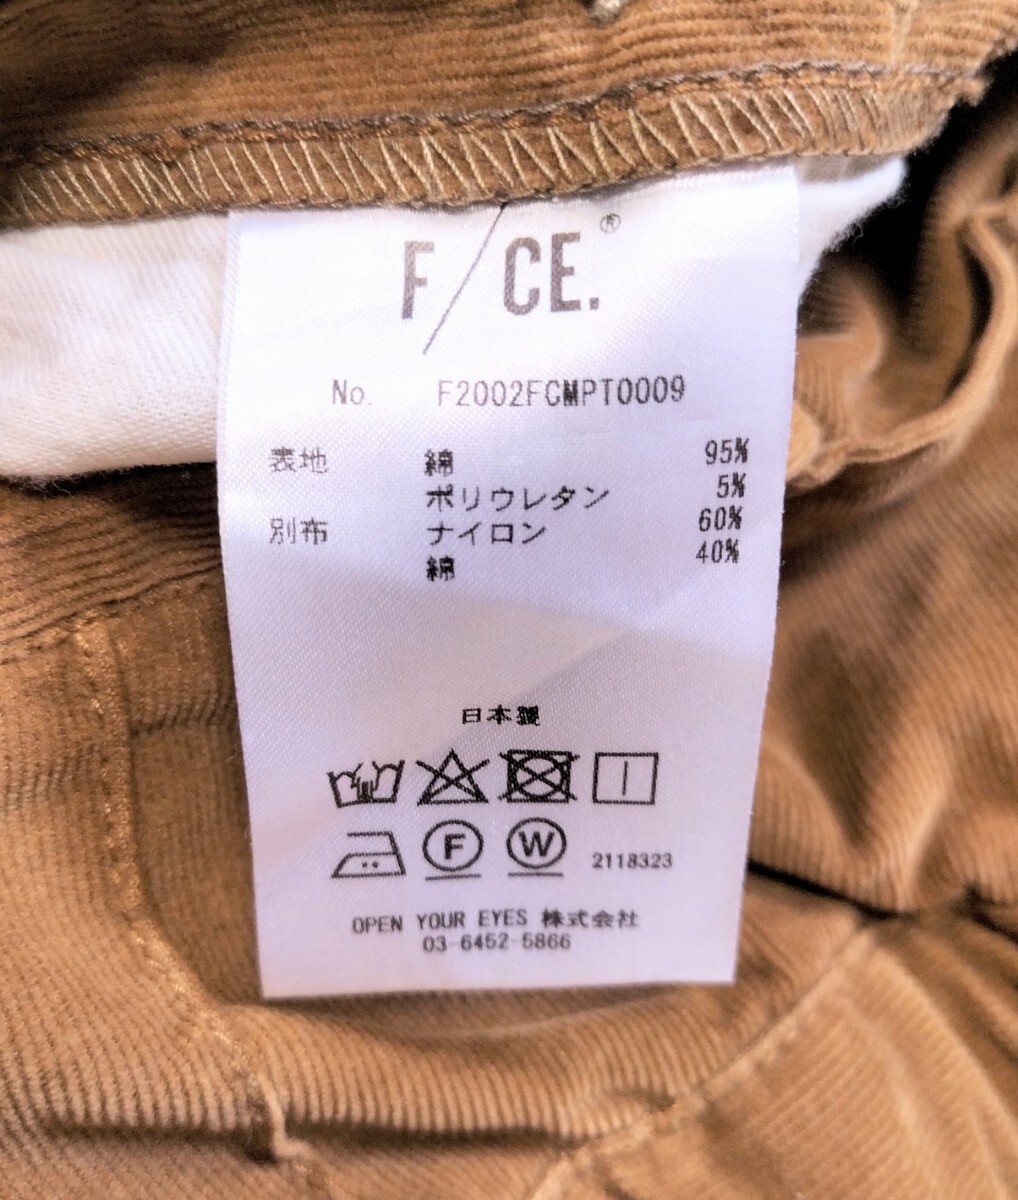 F/CE.®
No. F2002FCMPT0009
表地 綿 95%
ポリウレタン 5%
別布 ナイロン 60%
綿 40%
日本製
F W 2118323
OPEN YOUR EYES 株式会社
03-6452-5866